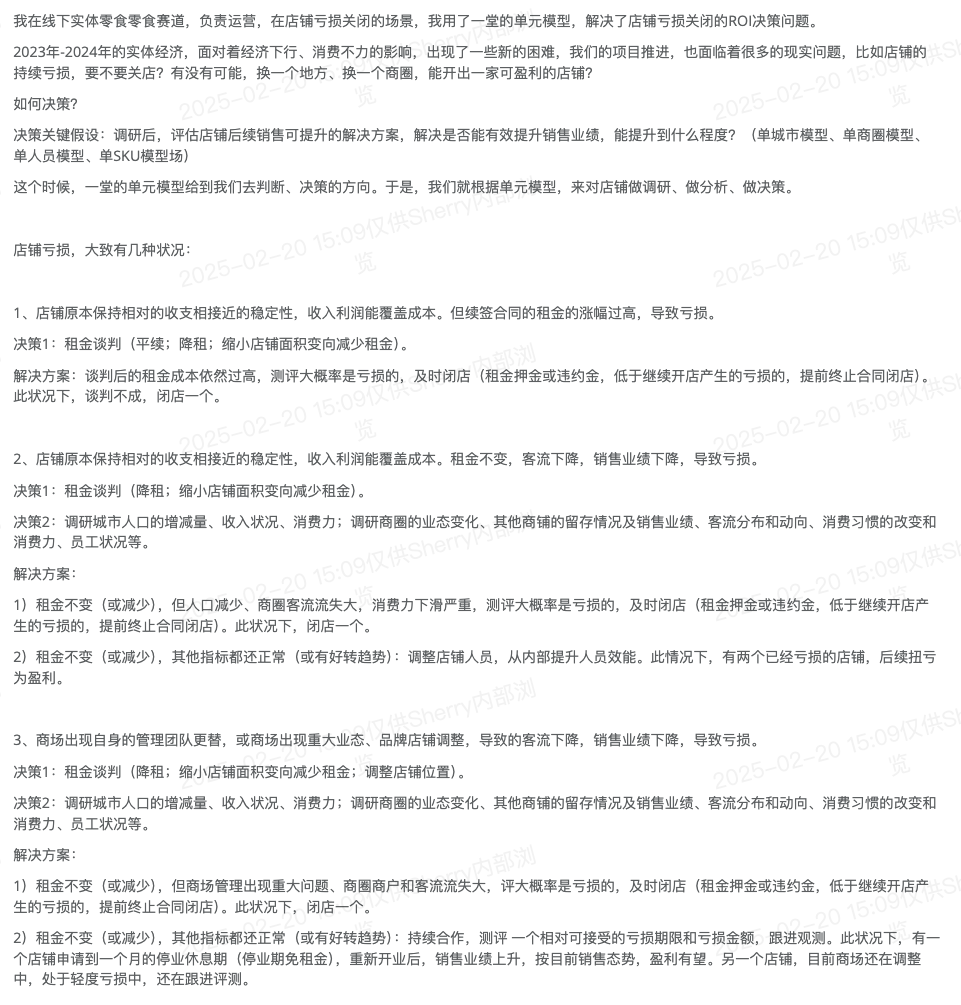 我在线下实体零食零食赛道，负责运营，在店铺亏损关闭的场景，我用了一堂的单元模型，解决了店铺亏损关闭的ROI决策问题。
2023年-2024年的实体经济，面对着经济下行、消费不力的影响，出现了一些新的困难，我们的项目推进，也面临着很多的现实问题，比如店铺的
持续亏损，要不要关店？有没有可能，换一个地方、换一个商圈，能开出一家可盈利的店铺？
如何决策？
决策关键假设：调研后，评估店铺后续销售可提升的解决方案，解决是否能有效提升销售业绩，能提升到什么程度？（单城市模型、单商圈模型、
单人员模型、单SKU模型场）
这个时候，一堂的单元模型给到我们去判断、决策的方向。于是，我们就根据单元模型，来对店铺做调研、做分析、做决策。
店铺亏损，大致有几种状况：
1、店铺原本保持相对的收支相接近的稳定性，收入利润能覆盖成本。但续签合同的租金的涨幅过高，导致亏损。
决策1：租金谈判（平续；降租；缩小店铺面积变向减少租金）。
解决方案：谈判后的租金成本依然过高，测评大概率是亏损的，及时闭店（租金押金或违约金，低于继续开店产生的亏损的，提前终止合同闭店）。
此状况下，谈判不成，闭店一个。
2、店铺原本保持相对的收支相接近的稳定性，收入利润能覆盖成本。租金不变，客流下降，销售业绩下降，导致亏损。
决策1：租金谈判（降租；缩小店铺面积变向减少租金）。
决策2：调研城市人口的增减量、收入状况、消费力；调研商圈的业态变化、其他商铺的留存情况及销售业绩、客流分布和动向、消费习惯的改变和
消费力、员工状况等。
解决方案：
1）租金不变（或减少），但人口减少、商圈客流流失大，消费力下滑严重，测评大概率是亏损的，及时闭店（租金押金或违约金，低于继续开店产
生的亏损的，提前终止合同闭店）。此状况下，闭店一个。
2）租金不变（或减少），其他指标都还正常（或有好转趋势）：调整店铺人员，从内部提升人员效能。此情况下，有两个已经亏损的店铺，后续扭亏
为盈利。
3、商场出现自身的管理团队更替，或商场出现重大业态、品牌店铺调整，导致的客流下降，销售业绩下降，导致亏损。
决策1：租金谈判（降租；缩小店铺面积变向减少租金；调整店铺位置）。
决策2：调研城市人口的增减量、收入状况、消费力；调研商圈的业态变化、其他商铺的留存情况及销售业绩、客流分布和动向、消费习惯的改变和
消费力、员工状况等。
解决方案：
1）租金不变（或减少），但商场管理出现重大问题、商圈商户和客流流失大，评大概率是亏损的，及时闭店（租金押金或违约金，低于继续开店产
生的亏损的，提前终止合同闭店）。此状况下，闭店一个。
2）租金不变（或减少），其他指标都还正常（或有好转趋势）：持续合作，测评 一个相对可接受的亏损期限和亏损金额，跟进观测。此状况下，有一
个店铺申请到一个月的停业休息期（停业期免租金），重新开业后，销售业绩上升，按目前销售态势，盈利有望。另一个店铺，目前商场还在调整
中，处于轻度亏损中，还在跟进评测。
2025-02-20 15:09仅供Sherry内部浏
览